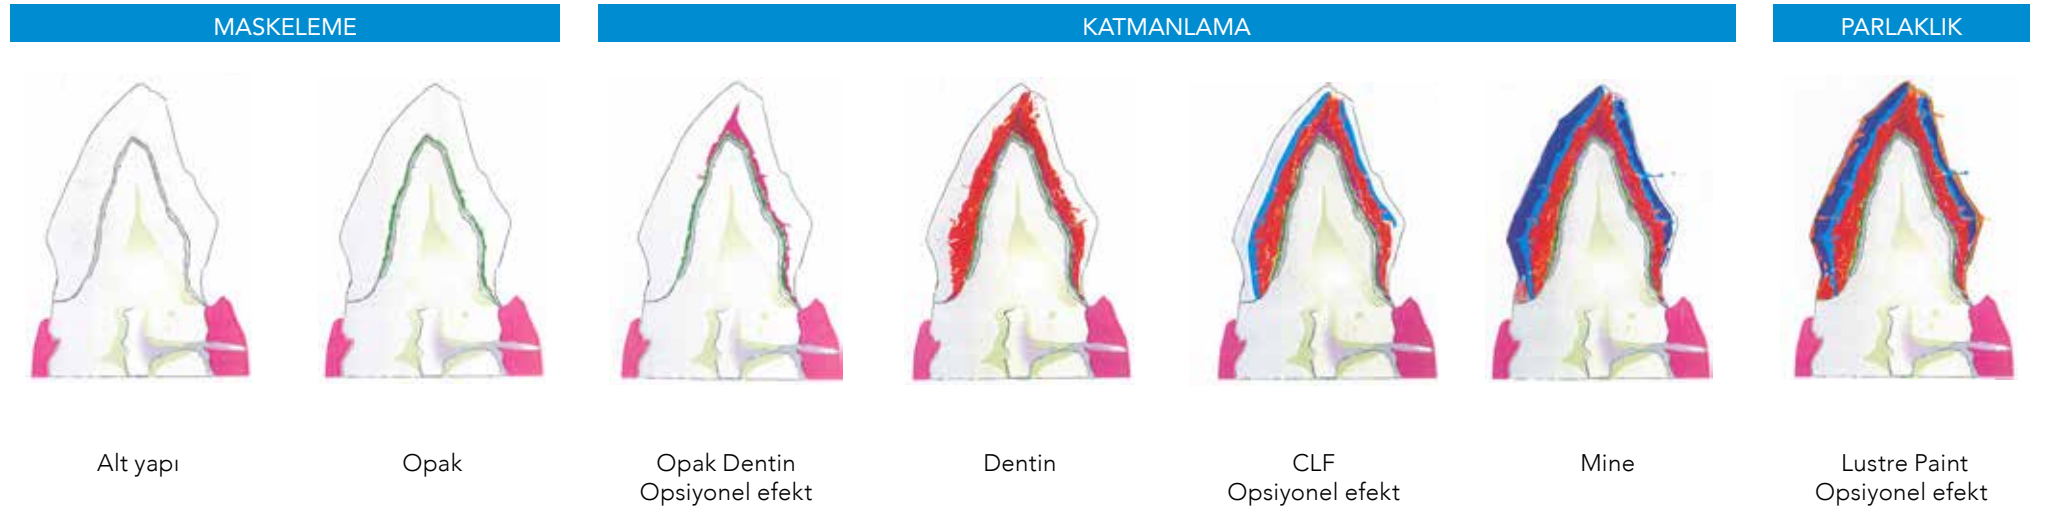 MASKELEME
KATMANLAMA
PARLAKLIK
Alt yapı
Opak
Opak Dentin
Opsiyonel efekt
Dentin
CLF
Opsiyonel efekt
Mine
Lustre Paint
Opsiyonel efekt